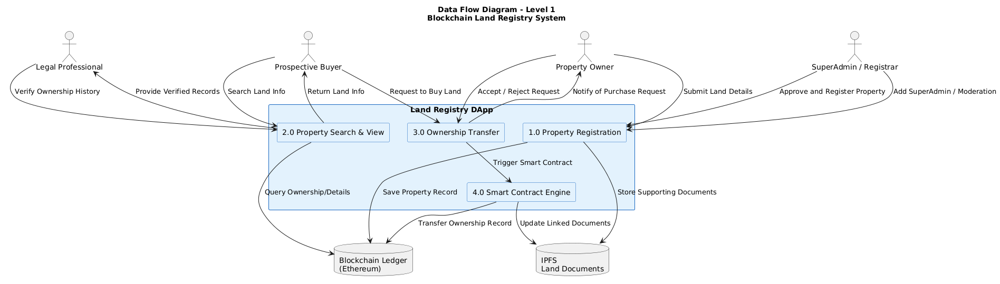 Data Flow Diagram - Level 1
Blockchain Land Registry System
Legal Professional
Prospective Buyer
Property Owner
SuperAdmin / Registrar
Verify Ownership History
Provide Verified Records
Search Land Info
Return Land Info
Request to Buy Land
Accept / Reject Request
Notify of Purchase Request
Submit Land Details
Approve and Register Property
Add SuperAdmin / Moderation
Land Registry DApp
2.0 Property Search & View
3.0 Ownership Transfer
1.0 Property Registration
Trigger Smart Contract
Query Ownership/Details
Save Property Record
4.0 Smart Contract Engine
Store Supporting Documents
Transfer Ownership Record
Update Linked Documents
Blockchain Ledger
(Ethereum)
IPFS
Land Documents